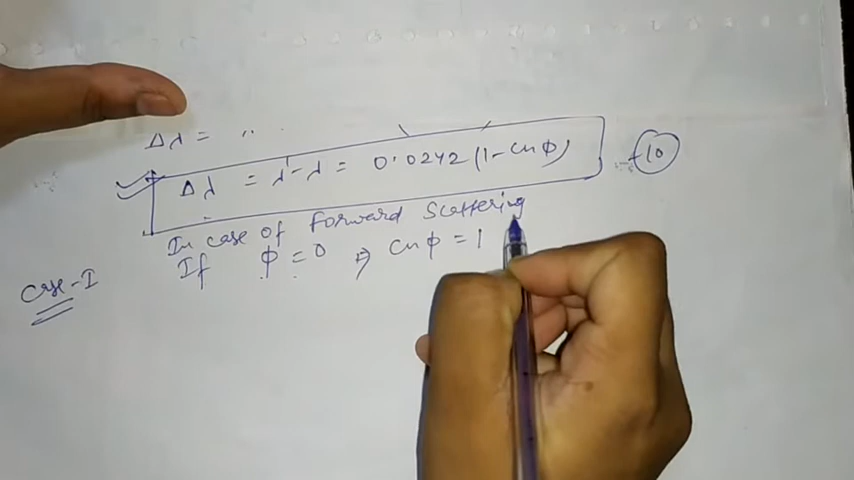 Δλ = "
Δλ = λ' - λ = 0.0242 (1 - cos φ) - (10)
In case of Forward Scattering
Case-I If φ = 0 ⇒ cos φ = 1